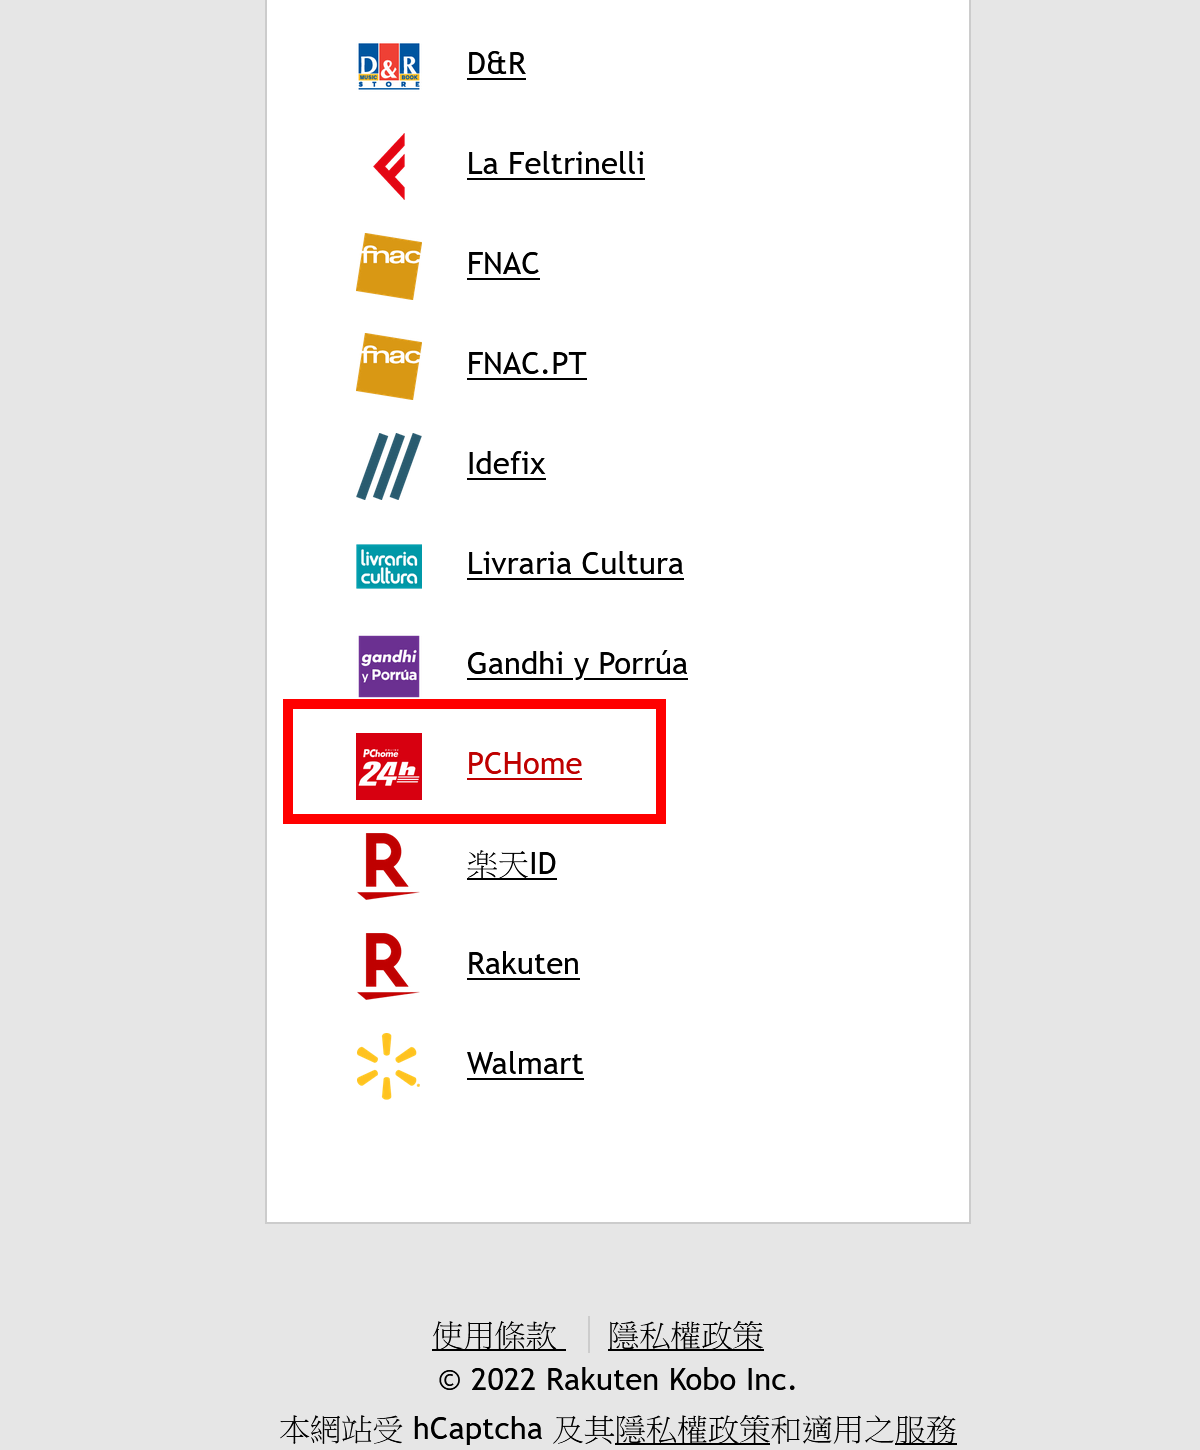 D&R
MUSIC BOOK
STORE
D&R
La Feltrinelli
fnac
FNAC
fnac
FNAC.PT
Idefix
livraria
cultura
Livraria Cultura
gandhi
y Porrúa
Gandhi y Porrúa
PChome
24h
PCHome
R
楽天ID
R
Rakuten
Walmart
使用條款 隱私權政策
© 2022 Rakuten Kobo Inc.
本網站受 hCaptcha 及其隱私權政策和適用之服務